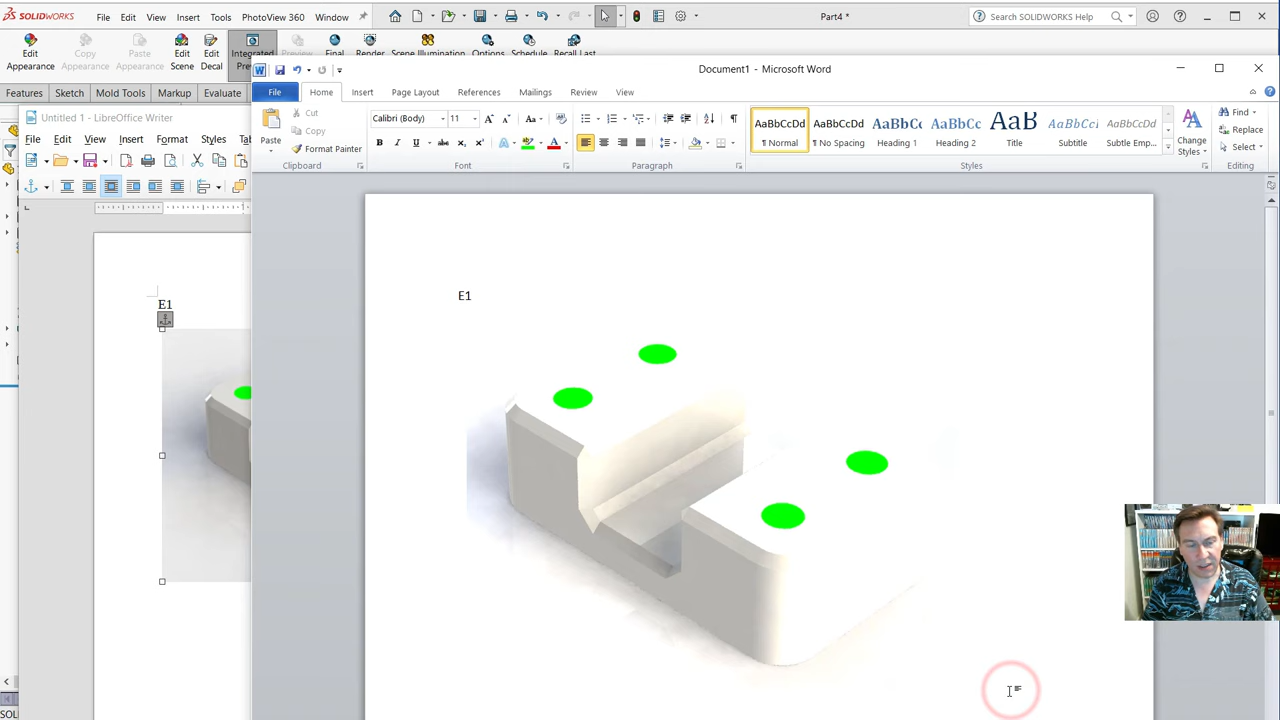 SOLIDWORKS File Edit View Insert Tools PhotoView 360 Window Part4 * Search SOLIDWORKS Help
Edit Appearance Copy Appearance Paste Appearance Edit Scene Edit Decal Integrated Final Render Scene Illumination Options Schedule Recall Last
Features Sketch Mold Tools Markup Evaluate
Untitled 1 - LibreOffice Writer
File Edit View Insert Format Styles
E1
Document1 - Microsoft Word
File Home Insert Page Layout References Mailings Review View
Paste Cut Copy Format Painter
Clipboard
Calibri (Body) 11
Font
Paragraph
AaBbCcDd AaBbCcDd AaBbCc AaBbCc AaB AaBbCcDd AaBbCcDd
¶ Normal ¶ No Spacing Heading 1 Heading 2 Title Subtitle Subtle Emp...
Change Styles
Styles
Find
Replace
Select
Editing
E1